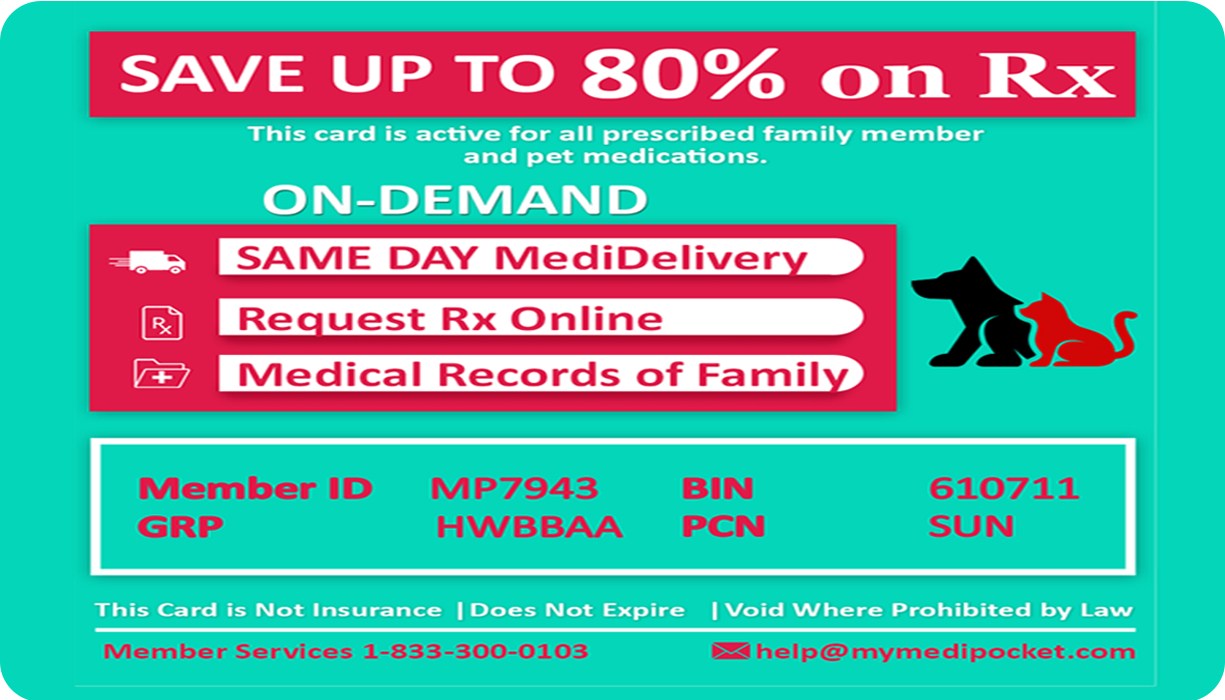 SAVE UP TO 80% on Rx
This card is active for all prescribed family member
and pet medications.
ON-DEMAND
SAME DAY MediDelivery
Rx
Request Rx Online
Medical Records of Family
Member ID MP7943 BIN 610711
GRP HWBBAA PCN SUN
This Card is Not Insurance |Does Not Expire |Void Where Prohibited by Law
Member Services 1-833-300-0103 help@mymedipocket.com